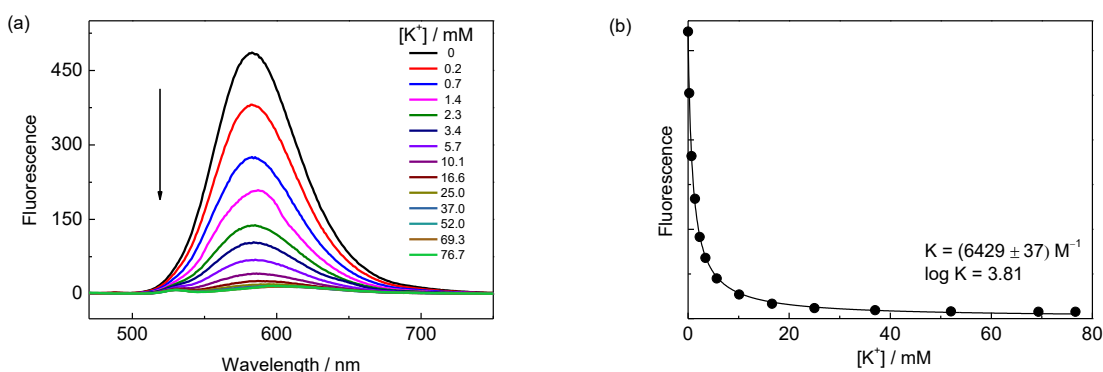 (a)
[K⁺] / mM
0
0.2
0.7
1.4
2.3
3.4
5.7
10.1
16.6
25.0
37.0
52.0
69.3
76.7
450
300
150
0
Fluorescence
500 600 700
Wavelength / nm
(b)
Fluorescence
K = (6429 ± 37) M⁻¹
log K = 3.81
0 20 40 60 80
[K⁺] / mM